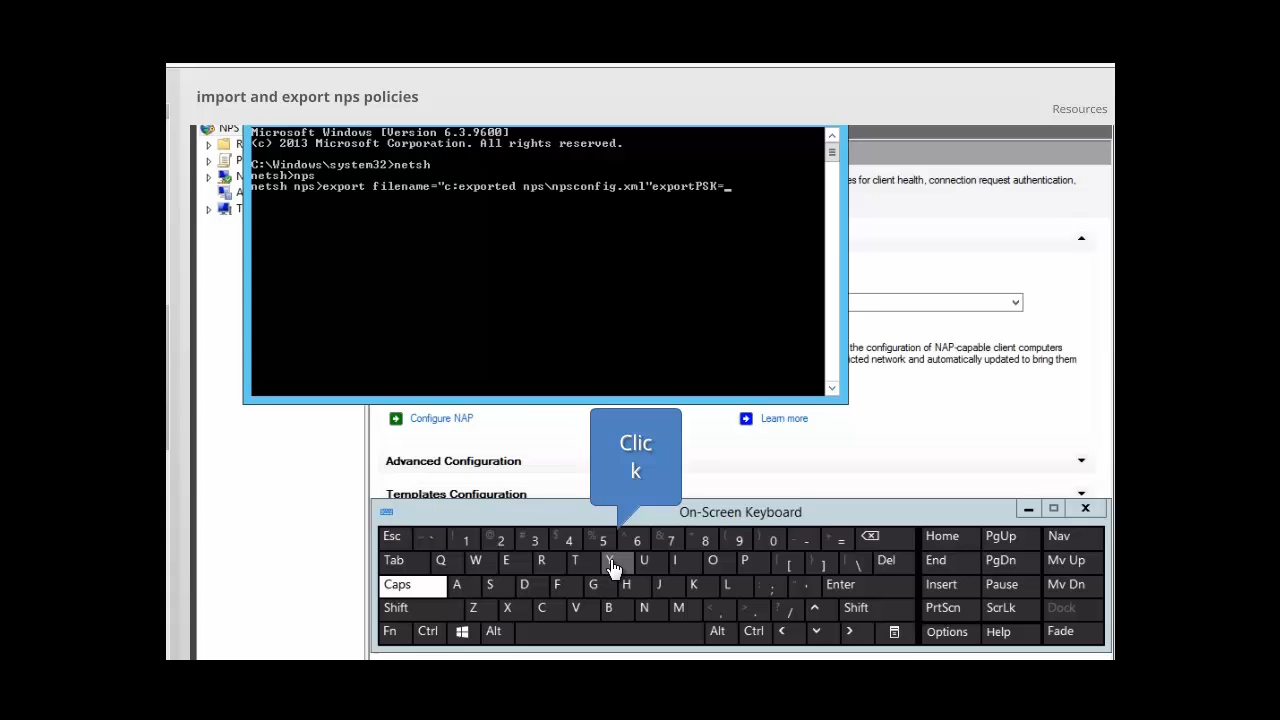 import and export nps policies
Resources
NPS
Microsoft Windows [Version 6.3.9600]
(c) 2013 Microsoft Corporation. All rights reserved.
C:\Windows\system32>netsh
netsh>nps
netsh nps>export filename="c:exported nps\npsconfig.xml"exportPSK=_
R
P
N
A
T
es for client health, connection request authentication,
the configuration of NAP-capable client computers
icted network and automatically updated to bring them
Configure NAP
Learn more
Advanced Configuration
Templates Configuration
Clic
k
On-Screen Keyboard
Esc ~ ` ! 1 @ 2 # 3 $ 4 % 5 ^ 6 & 7 * 8 ( 9 ) 0 _ - + = Home PgUp Nav
Tab Q W E R T Y U I O P { [ } ] | \ Del End PgDn Mv Up
Caps A S D F G H J K L : ; " ' Enter Insert Pause Mv Dn
Shift Z X C V B N M < , > . ? / Shift PrtScn ScrLk Dock
Fn Ctrl Alt Alt Ctrl Options Help Fade